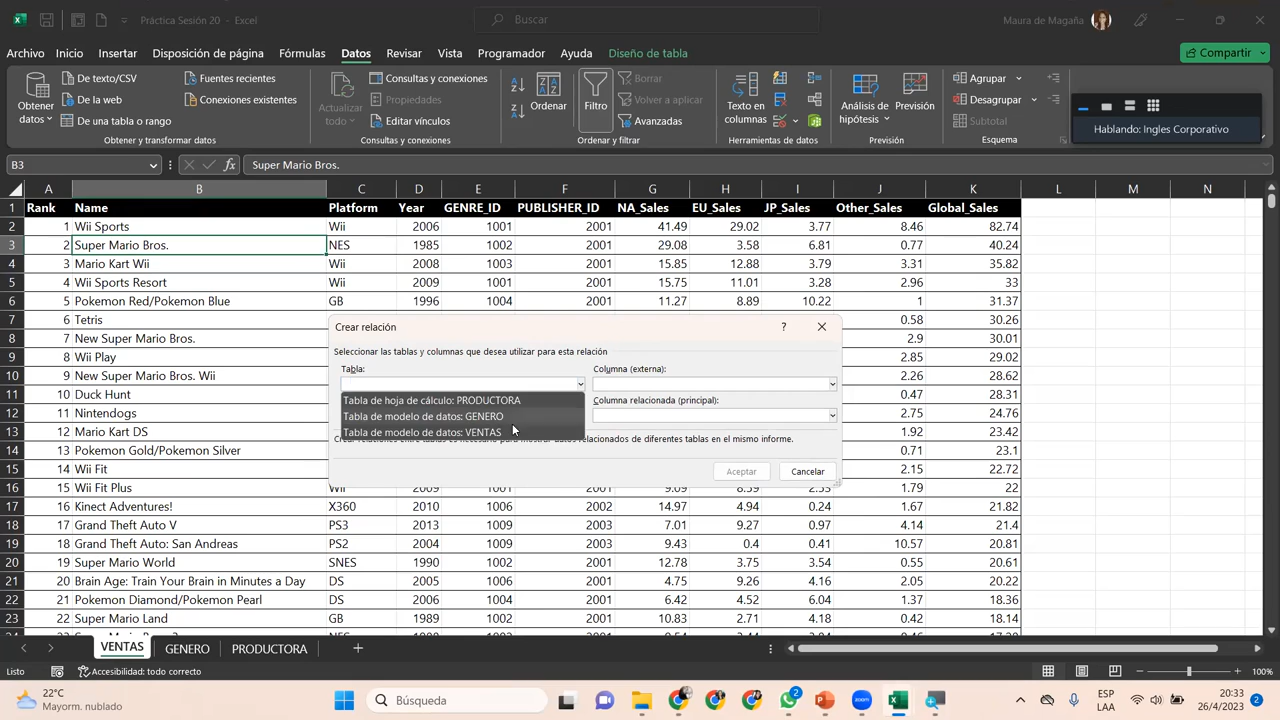 Práctica Sesión 20 - Excel
Buscar
Maura de Magaña
Archivo Inicio Insertar Disposición de página Fórmulas Datos Revisar Vista Programador Ayuda Diseño de tabla
Compartir
Obtener datos
De texto/CSV
De la web
De una tabla o rango
Fuentes recientes
Conexiones existentes
Obtener y transformar datos
Actualizar todo
Consultas y conexiones
Propiedades
Editar vínculos
Consultas y conexiones
Ordenar
Filtro
Borrar
Volver a aplicar
Avanzadas
Ordenar y filtrar
Texto en columnas
Herramientas de datos
Análisis de hipótesis
Previsión
Previsión
Agrupar
Desagrupar
Subtotal
Esquema
Hablando: Ingles Corporativo
B3
fx
Super Mario Bros.
A B C D E F G H I J K L M N
1 Rank Name Platform Year GENRE_ID PUBLISHER_ID NA_Sales EU_Sales JP_Sales Other_Sales Global_Sales
2 1 Wii Sports Wii 2006 1001 2001 41.49 29.02 3.77 8.46 82.74
3 2 Super Mario Bros. NES 1985 1002 2001 29.08 3.58 6.81 0.77 40.24
4 3 Mario Kart Wii Wii 2008 1003 2001 15.85 12.88 3.79 3.31 35.82
5 4 Wii Sports Resort Wii 2009 1001 2001 15.75 11.01 3.28 2.96 33
6 5 Pokemon Red/Pokemon Blue GB 1996 1004 2001 11.27 8.89 10.22 1 31.37
7 6 Tetris 0.58 30.26
8 7 New Super Mario Bros. 2.9 30.01
9 8 Wii Play 2.85 29.02
10 9 New Super Mario Bros. Wii 2.26 28.62
11 10 Duck Hunt 0.47 28.31
12 11 Nintendogs 2.75 24.76
13 12 Mario Kart DS 1.92 23.42
14 13 Pokemon Gold/Pokemon Silver 0.71 23.1
15 14 Wii Fit 2.15 22.72
16 15 Wii Fit Plus Wii 2009 1001 2001 9.09 8.59 2.53 1.79 22
17 16 Kinect Adventures! X360 2010 1006 2002 14.97 4.94 0.24 1.67 21.82
18 17 Grand Theft Auto V PS3 2013 1009 2003 7.01 9.27 0.97 4.14 21.4
19 18 Grand Theft Auto: San Andreas PS2 2004 1009 2003 9.43 0.4 0.41 10.57 20.81
20 19 Super Mario World SNES 1990 1002 2001 12.78 3.75 3.54 0.55 20.61
21 20 Brain Age: Train Your Brain in Minutes a Day DS 2005 1006 2001 4.75 9.26 4.16 2.05 20.22
22 21 Pokemon Diamond/Pokemon Pearl DS 2006 1004 2001 6.42 4.52 6.04 1.37 18.36
23 22 Super Mario Land GB 1989 1002 2001 10.83 2.71 4.18 0.42 18.14
Crear relación
?
Seleccionar las tablas y columnas que desea utilizar para esta relación
Tabla: Columna (externa):
Tabla de hoja de cálculo: PRODUCTORA
Columna relacionada (principal):
Tabla de modelo de datos: GENERO
Tabla de modelo de datos: VENTAS
Crear relaciones entre tablas es necesario para mostrar datos relacionados de diferentes tablas en el mismo informe.
Aceptar Cancelar
VENTAS GENERO PRODUCTORA
Listo
Accesibilidad: todo correcto
100%
22°C
Mayorm. nublado
Búsqueda
2
ESP
LAA
20:33
26/4/2023